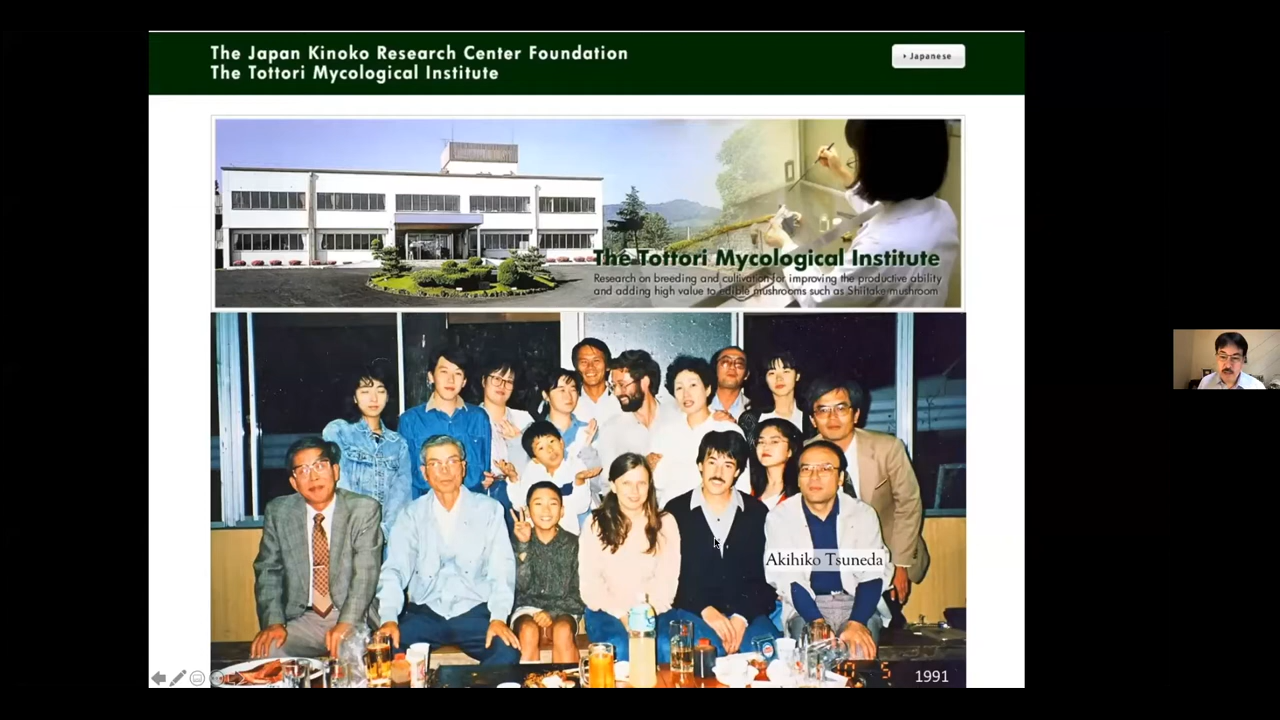 The Japan Kinoko Research Center Foundation
The Tottori Mycological Institute
Japanese
The Tottori Mycological Institute
Research on breeding and cultivation for improving the productive ability
and adding high value to edible mushrooms such as Shiitake-mushroom
Akihiko Tsuneda
1991